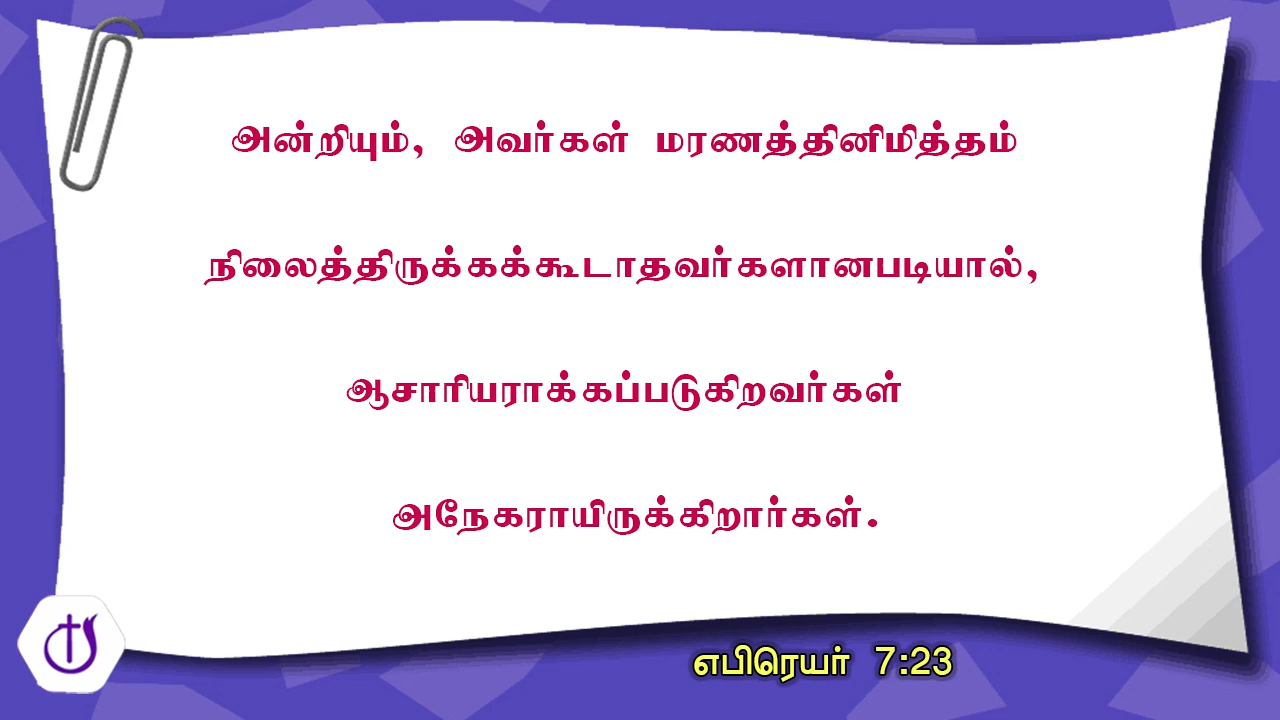 அன்றியும், அவர்கள் மரணத்தினிமித்தம்
நிலைத்திருக்கக்கூடாதவர்களானபடியால்,
ஆசாரியராக்கப்படுகிறவர்கள்
அநேகராயிருக்கிறார்கள்.
எபிரெயர் 7:23